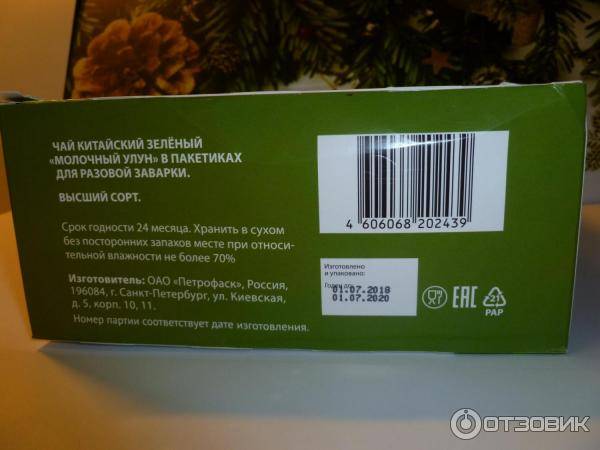 ЧАЙ КИТАЙСКИЙ ЗЕЛЁНЫЙ
«МОЛОЧНЫЙ УЛУН» В ПАКЕТИКАХ
ДЛЯ РАЗОВОЙ ЗАВАРКИ.
ВЫСШИЙ СОРТ.
Срок годности 24 месяца. Хранить в сухом
без посторонних запахов месте при относи-
тельной влажности не более 70%
Изготовитель: ОАО «Петрофаск», Россия,
196084, г. Санкт-Петербург, ул. Киевская,
д. 5, корп. 10, 11.
Номер партии соответствует дате изготовления.
4 606068 202439
Изготовлено
и упаковано:
Годен до:
01.07.2018
01.07.2020
EAC
21
PAP
ОТЗОВИК